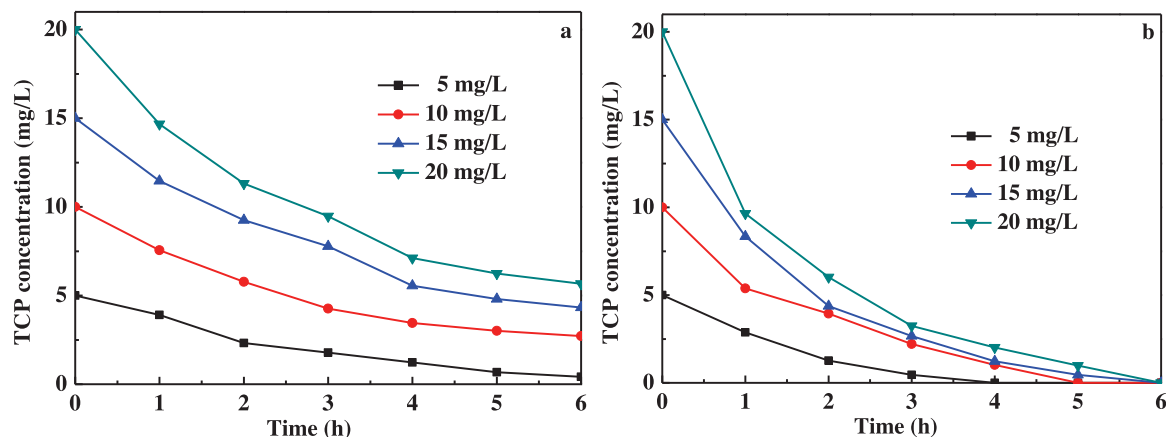 a
TCP concentration (mg/L)
20
15
10
5
0
5 mg/L
10 mg/L
15 mg/L
20 mg/L
0 1 2 3 4 5 6
Time (h)
b
TCP concentration (mg/L)
20
15
10
5
0
5 mg/L
10 mg/L
15 mg/L
20 mg/L
0 1 2 3 4 5 6
Time (h)